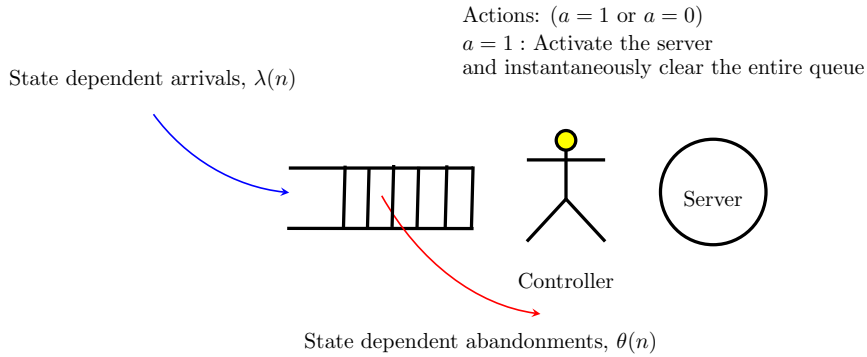 Actions: (a = 1 or a = 0)
a = 1 : Activate the server
and instantaneously clear the entire queue
State dependent arrivals, λ(n)
Server
Controller
State dependent abandonments, θ(n)